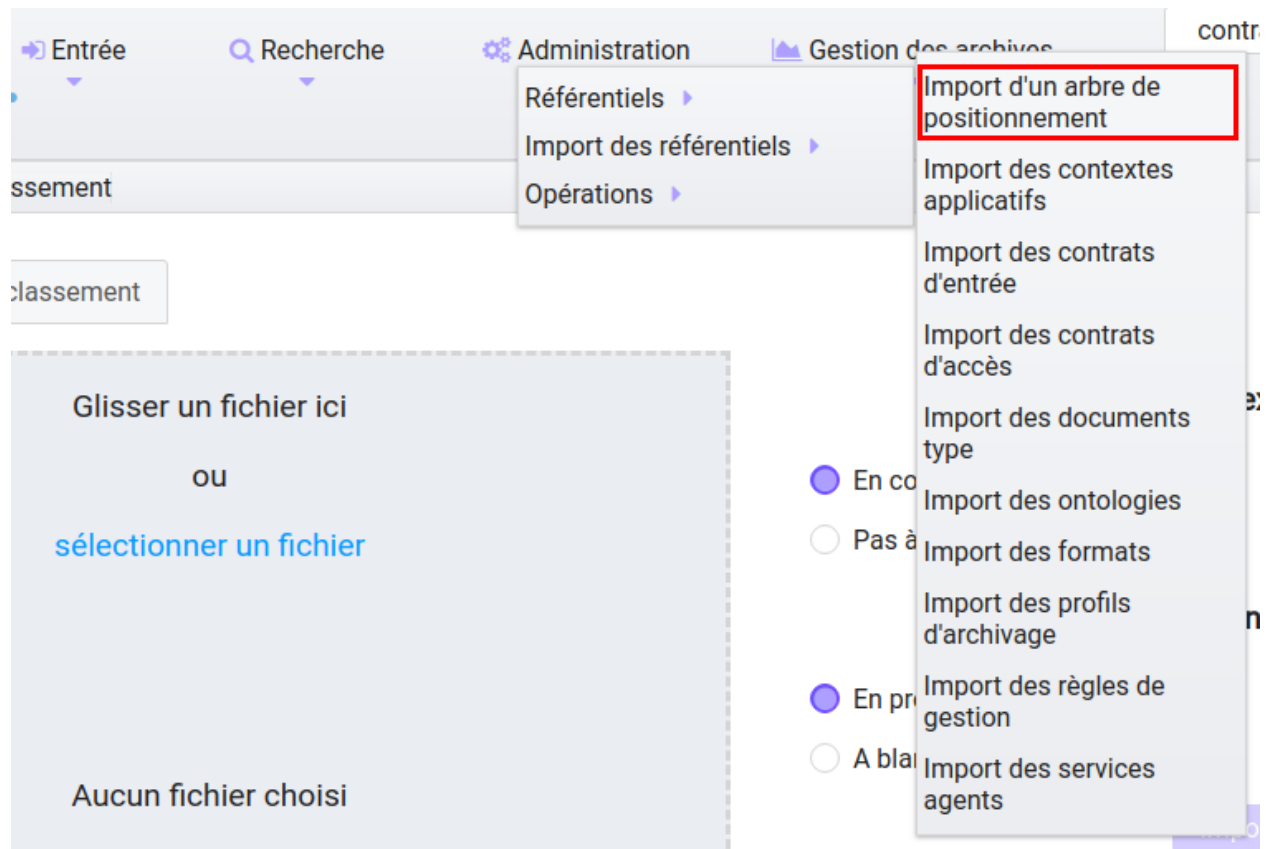 contr
Entrée
Recherche
Administration
Gestion des archives
Référentiels
Import des référentiels
Opérations
Import d'un arbre de
positionnement
Import des contextes
applicatifs
Import des contrats
d'entrée
Import des contrats
d'accès
Import des documents
type
Import des ontologies
Import des formats
Import des profils
d'archivage
Import des règles de
gestion
Import des services
agents
ssement
classement
Glisser un fichier ici
ou
sélectionner un fichier
Aucun fichier choisi
En co
Pas à
En pr
A bla